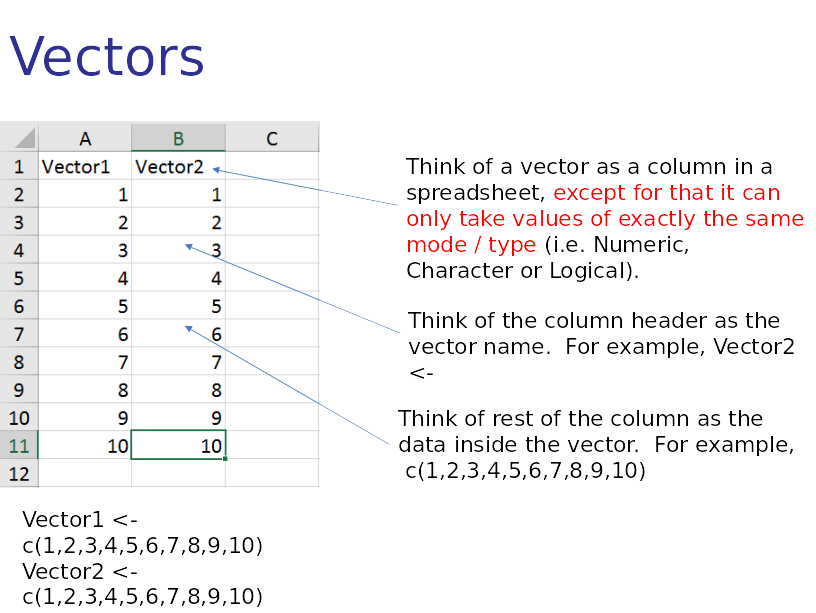 Vectors
A B C
1 Vector1 Vector2
2 1 1
3 2 2
4 3 3
5 4 4
6 5 5
7 6 6
8 7 7
9 8 8
10 9 9
11 10 10
12
Think of a vector as a column in a
spreadsheet, except for that it can
only take values of exactly the same
mode / type (i.e. Numeric,
Character or Logical).
Think of the column header as the
vector name.  For example, Vector2
<-
Think of rest of the column as the
data inside the vector.  For example,
c(1,2,3,4,5,6,7,8,9,10)
Vector1 <-
c(1,2,3,4,5,6,7,8,9,10)
Vector2 <-
c(1,2,3,4,5,6,7,8,9,10)